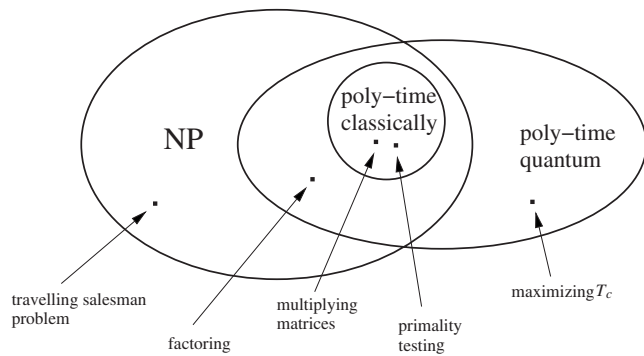 poly-time
classically
NP
poly-time
quantum
multiplying
matrices
primality
testing
factoring
travelling salesman
problem
maximizing T_c